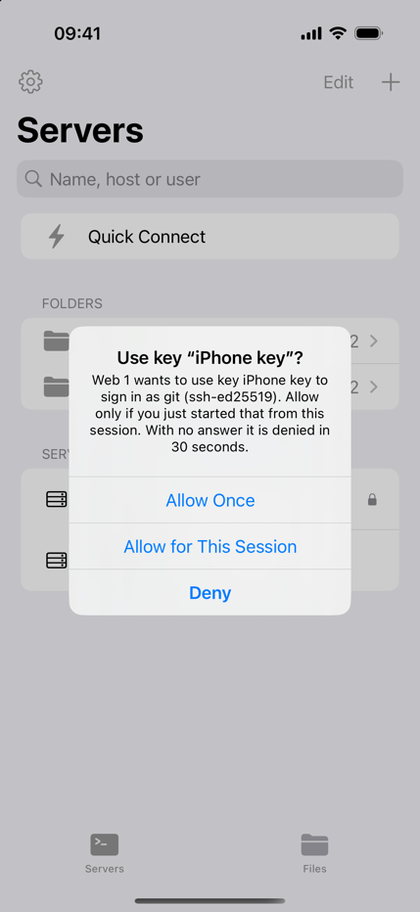 09:41
Edit
Servers
Name, host or user
Quick Connect
FOLDERS
2
2
SER
Use key “iPhone key”?
Web 1 wants to use key iPhone key to
sign in as git (ssh-ed25519). Allow
only if you just started that from this
session. With no answer it is denied in
30 seconds.
Allow Once
Allow for This Session
Deny
Servers
Files